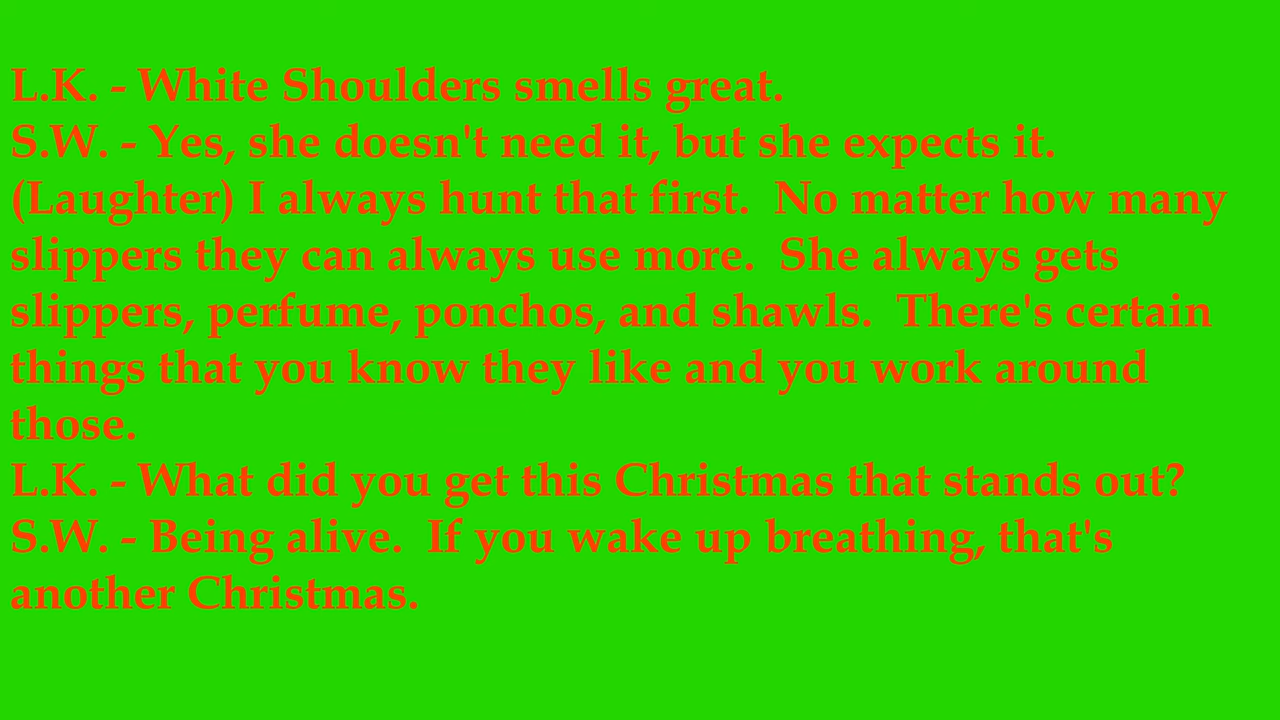 L.K. - White Shoulders smells great.
S.W. - Yes, she doesn't need it, but she expects it.
(Laughter) I always hunt that first.  No matter how many
slippers they can always use more.  She always gets
slippers, perfume, ponchos, and shawls.  There's certain
things that you know they like and you work around
those.
L.K. - What did you get this Christmas that stands out?
S.W. - Being alive.  If you wake up breathing, that's
another Christmas.